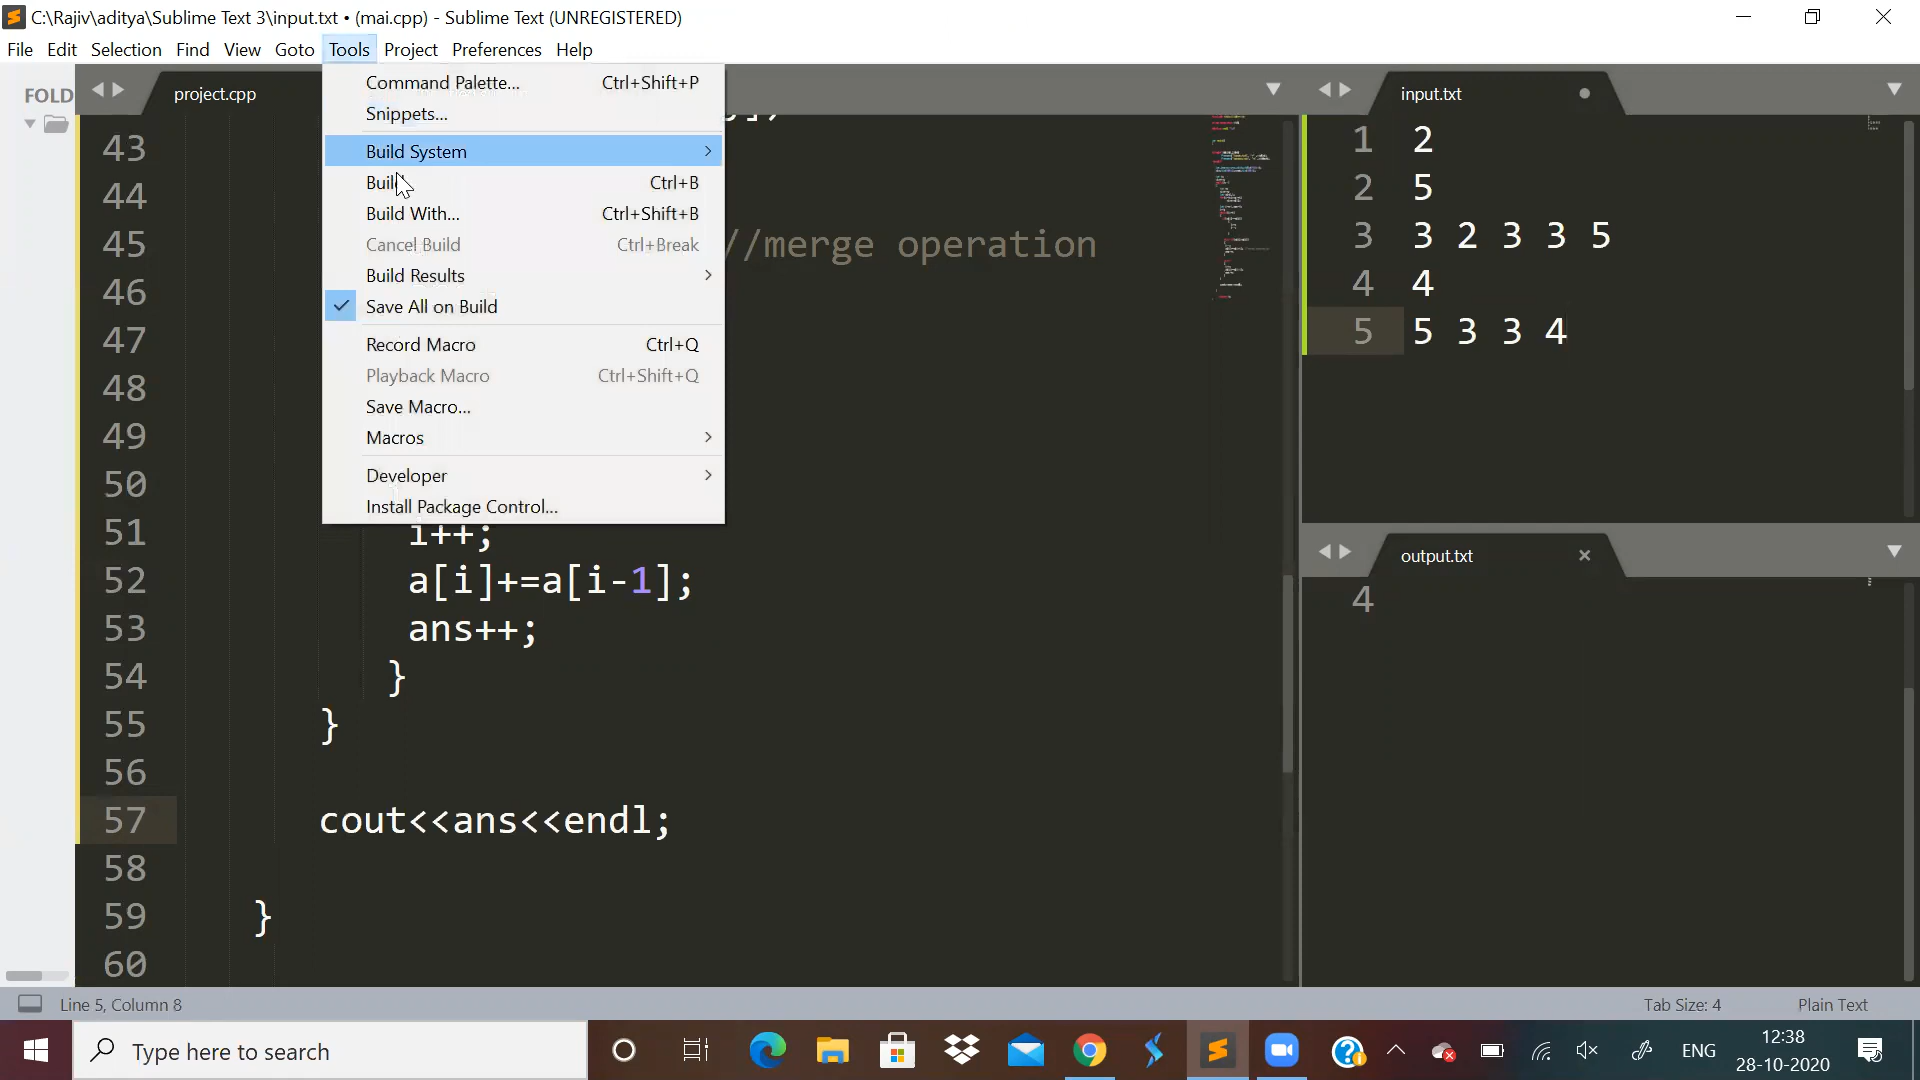 C:\Rajiv\aditya\Sublime Text 3\input.txt • (mai.cpp) - Sublime Text (UNREGISTERED)
File Edit Selection Find View Goto Tools Project Preferences Help
FOLD
project.cpp
Command Palette... Ctrl+Shift+P
Snippets...
Build System
Build Ctrl+B
Build With... Ctrl+Shift+B
Cancel Build Ctrl+Break
Build Results
Save All on Build
Record Macro Ctrl+Q
Playback Macro Ctrl+Shift+Q
Save Macro...
Macros
Developer
Install Package Control...
43
44
45 //merge operation
46
47
48
49
50
51 i++;
52 a[i]+=a[i-1];
53 ans++;
54 }
55 }
56
57 cout<<ans<<endl;
58
59 }
60
input.txt
1 2
2 5
3 3 2 3 3 5
4 4
5 5 3 3 4
output.txt
4
Line 5, Column 8
Tab Size: 4
Plain Text
Type here to search
ENG
12:38
28-10-2020